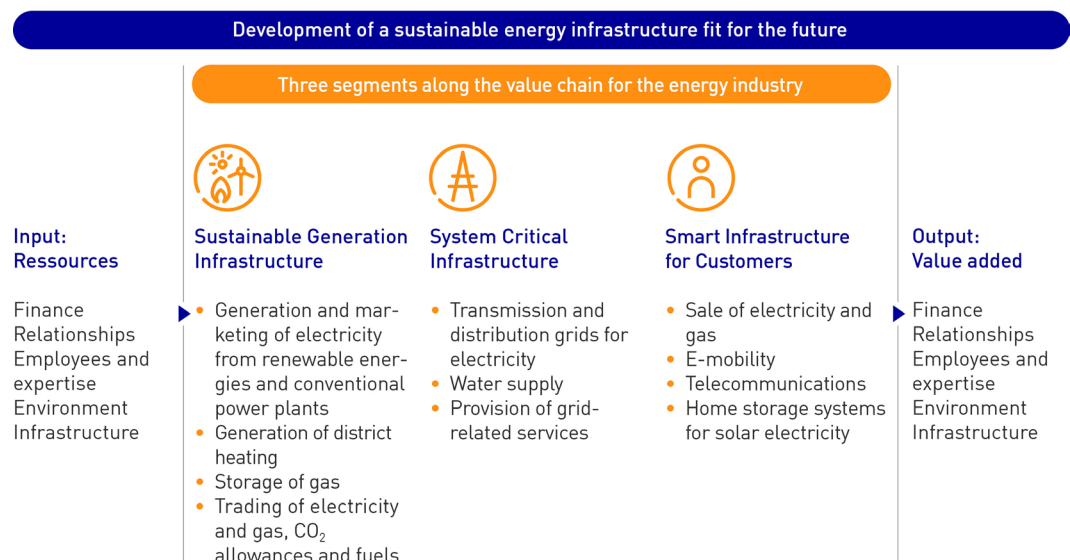 Development of a sustainable energy infrastructure fit for the future
Three segments along the value chain for the energy industry
Input:
Ressources
Finance
Relationships
Employees and
expertise
Environment
Infrastructure
Sustainable Generation
Infrastructure
• Generation and mar-
keting of electricity
from renewable ener-
gies and conventional
power plants
• Generation of district
heating
• Storage of gas
• Trading of electricity
and gas, CO₂
allowances and fuels
System Critical
Infrastructure
• Transmission and
distribution grids for
electricity
• Water supply
• Provision of grid-
related services
Smart Infrastructure
for Customers
• Sale of electricity and
gas
• E-mobility
• Telecommunications
• Home storage systems
for solar electricity
Output:
Value added
Finance
Relationships
Employees and
expertise
Environment
Infrastructure